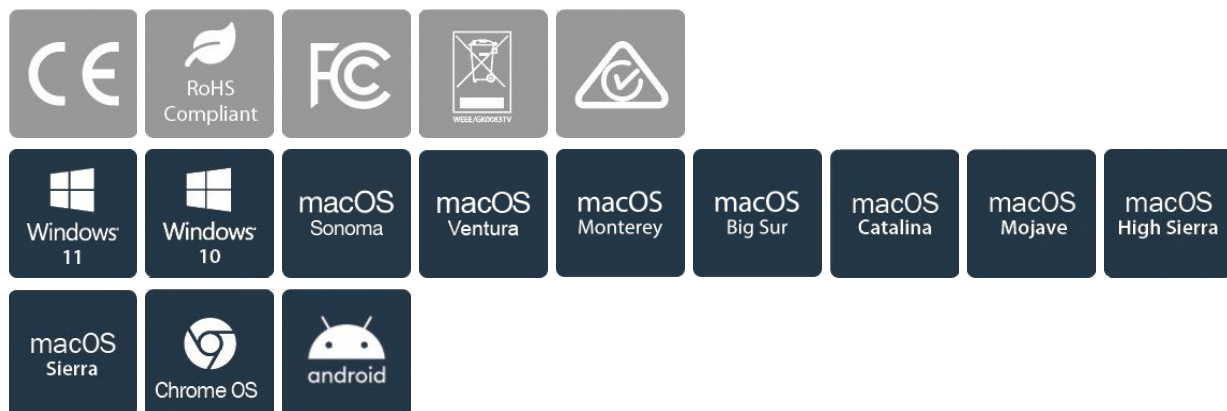 CE
RoHS
Compliant
FC
WEEE/GK0063TV
Windows
11
Windows
10
macOS
Sonoma
macOS
Ventura
macOS
Monterey
macOS
Big Sur
macOS
Catalina
macOS
Mojave
macOS
High Sierra
macOS
Sierra
Chrome OS
android